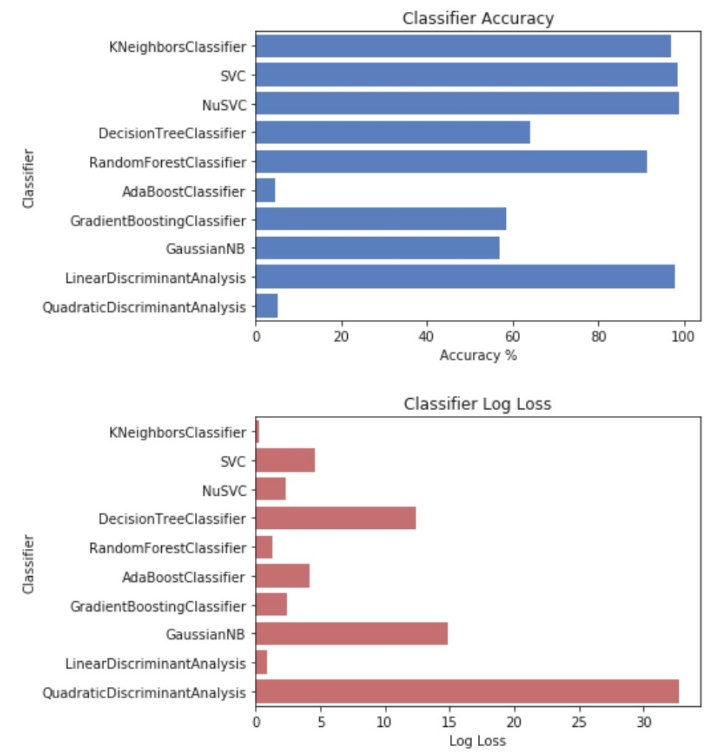 Classifier Accuracy
Classifier
KNeighborsClassifier
SVC
NuSVC
DecisionTreeClassifier
RandomForestClassifier
AdaBoostClassifier
GradientBoostingClassifier
GaussianNB
LinearDiscriminantAnalysis
QuadraticDiscriminantAnalysis
0 20 40 60 80 100
Accuracy %
Classifier Log Loss
Classifier
KNeighborsClassifier
SVC
NuSVC
DecisionTreeClassifier
RandomForestClassifier
AdaBoostClassifier
GradientBoostingClassifier
GaussianNB
LinearDiscriminantAnalysis
QuadraticDiscriminantAnalysis
0 5 10 15 20 25 30
Log Loss